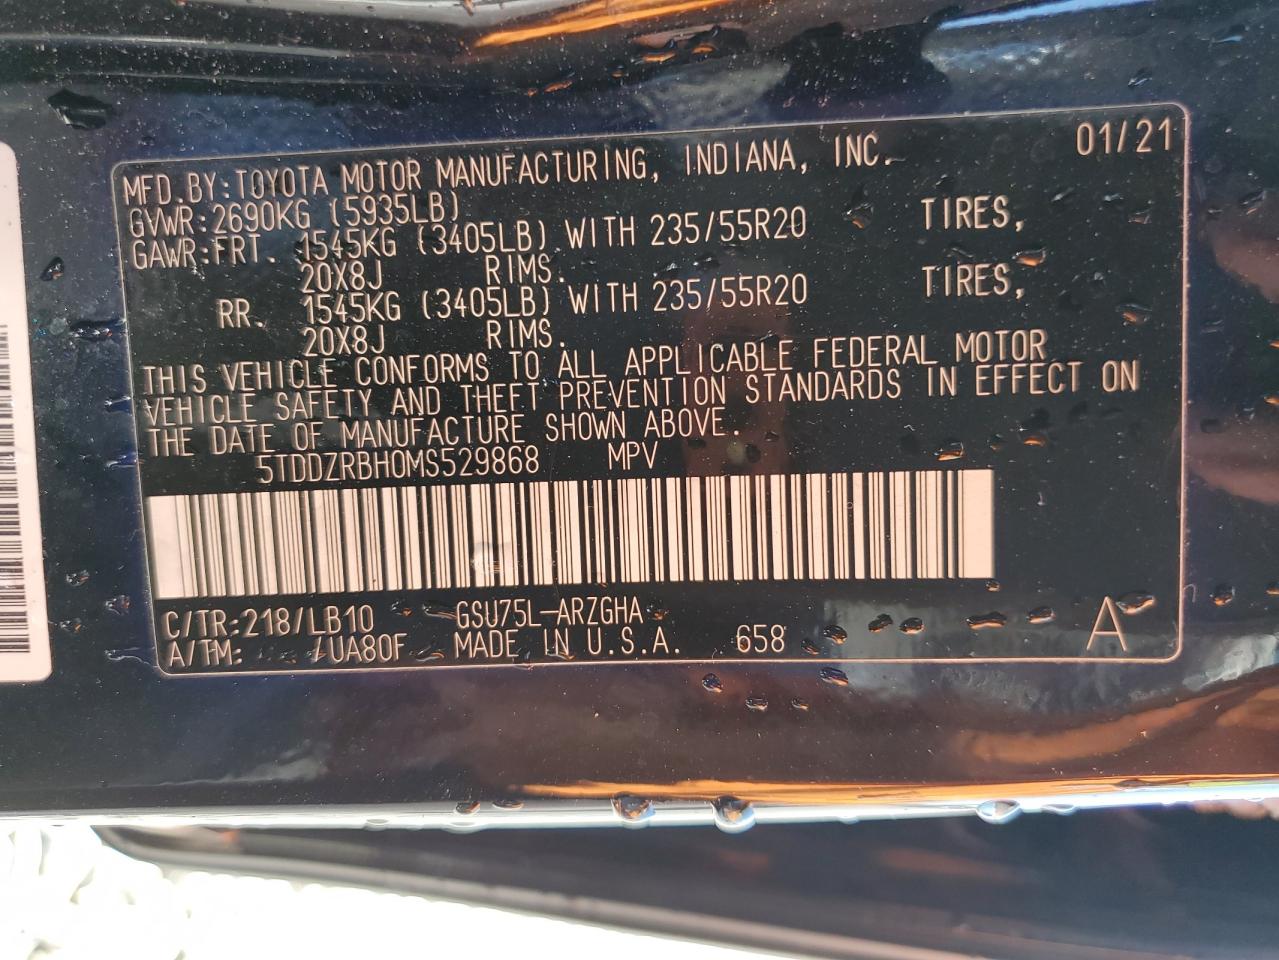 MFD.BY:TOYOTA MOTOR MANUFACTURING, INDIANA, INC. 01/21
GVWR:2690KG (5935LB)
GAWR:FRT. 1545KG (3405LB) WITH 235/55R20 TIRES,
20X8J RIMS.
RR. 1545KG (3405LB) WITH 235/55R20 TIRES,
20X8J RIMS.
THIS VEHICLE CONFORMS TO ALL APPLICABLE FEDERAL MOTOR
VEHICLE SAFETY AND THEFT PREVENTION STANDARDS IN EFFECT ON
THE DATE OF MANUFACTURE SHOWN ABOVE.
5TDDZRBH0MS529868 MPV
C/TR:218/LB10 GSU75L-ARZGHA
A/TM: /UA80F MADE IN U.S.A. 658 A